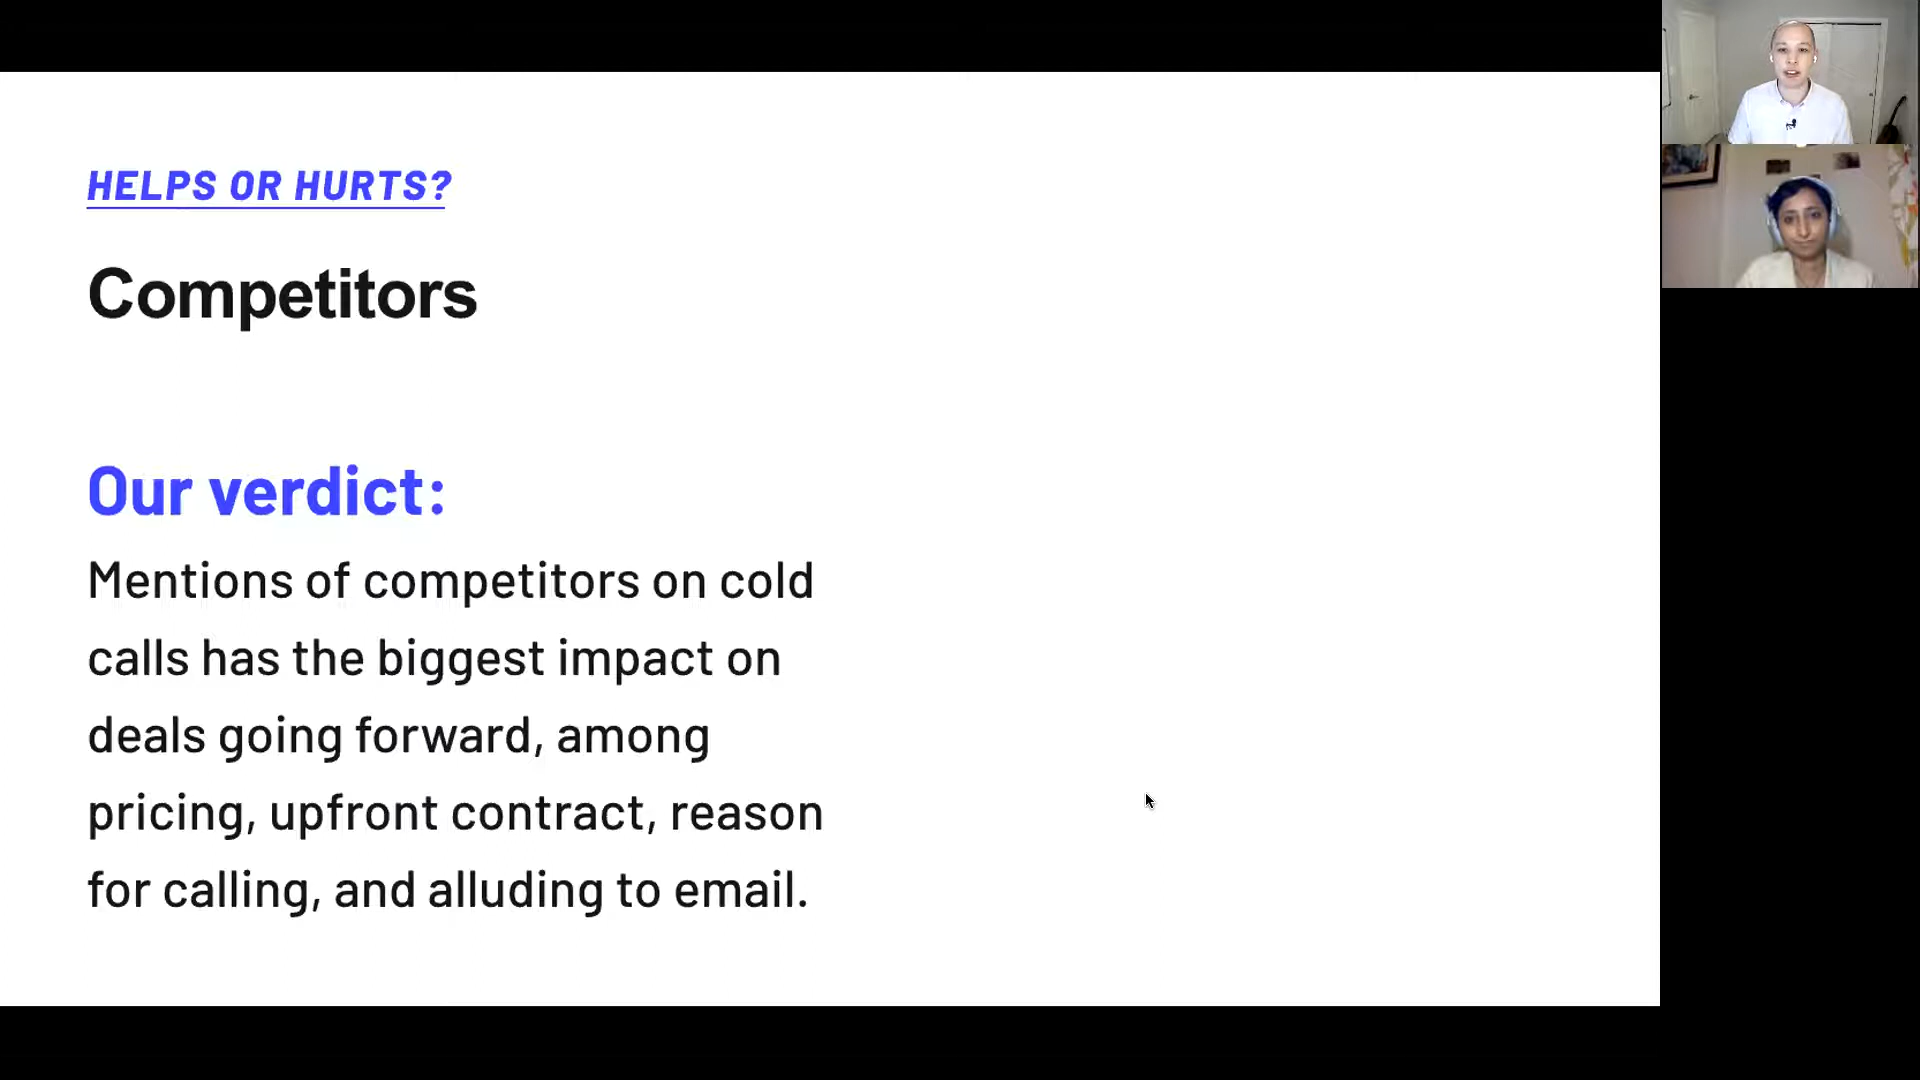 HELPS OR HURTS?
Competitors
Our verdict:
Mentions of competitors on cold
calls has the biggest impact on
deals going forward, among
pricing, upfront contract, reason
for calling, and alluding to email.